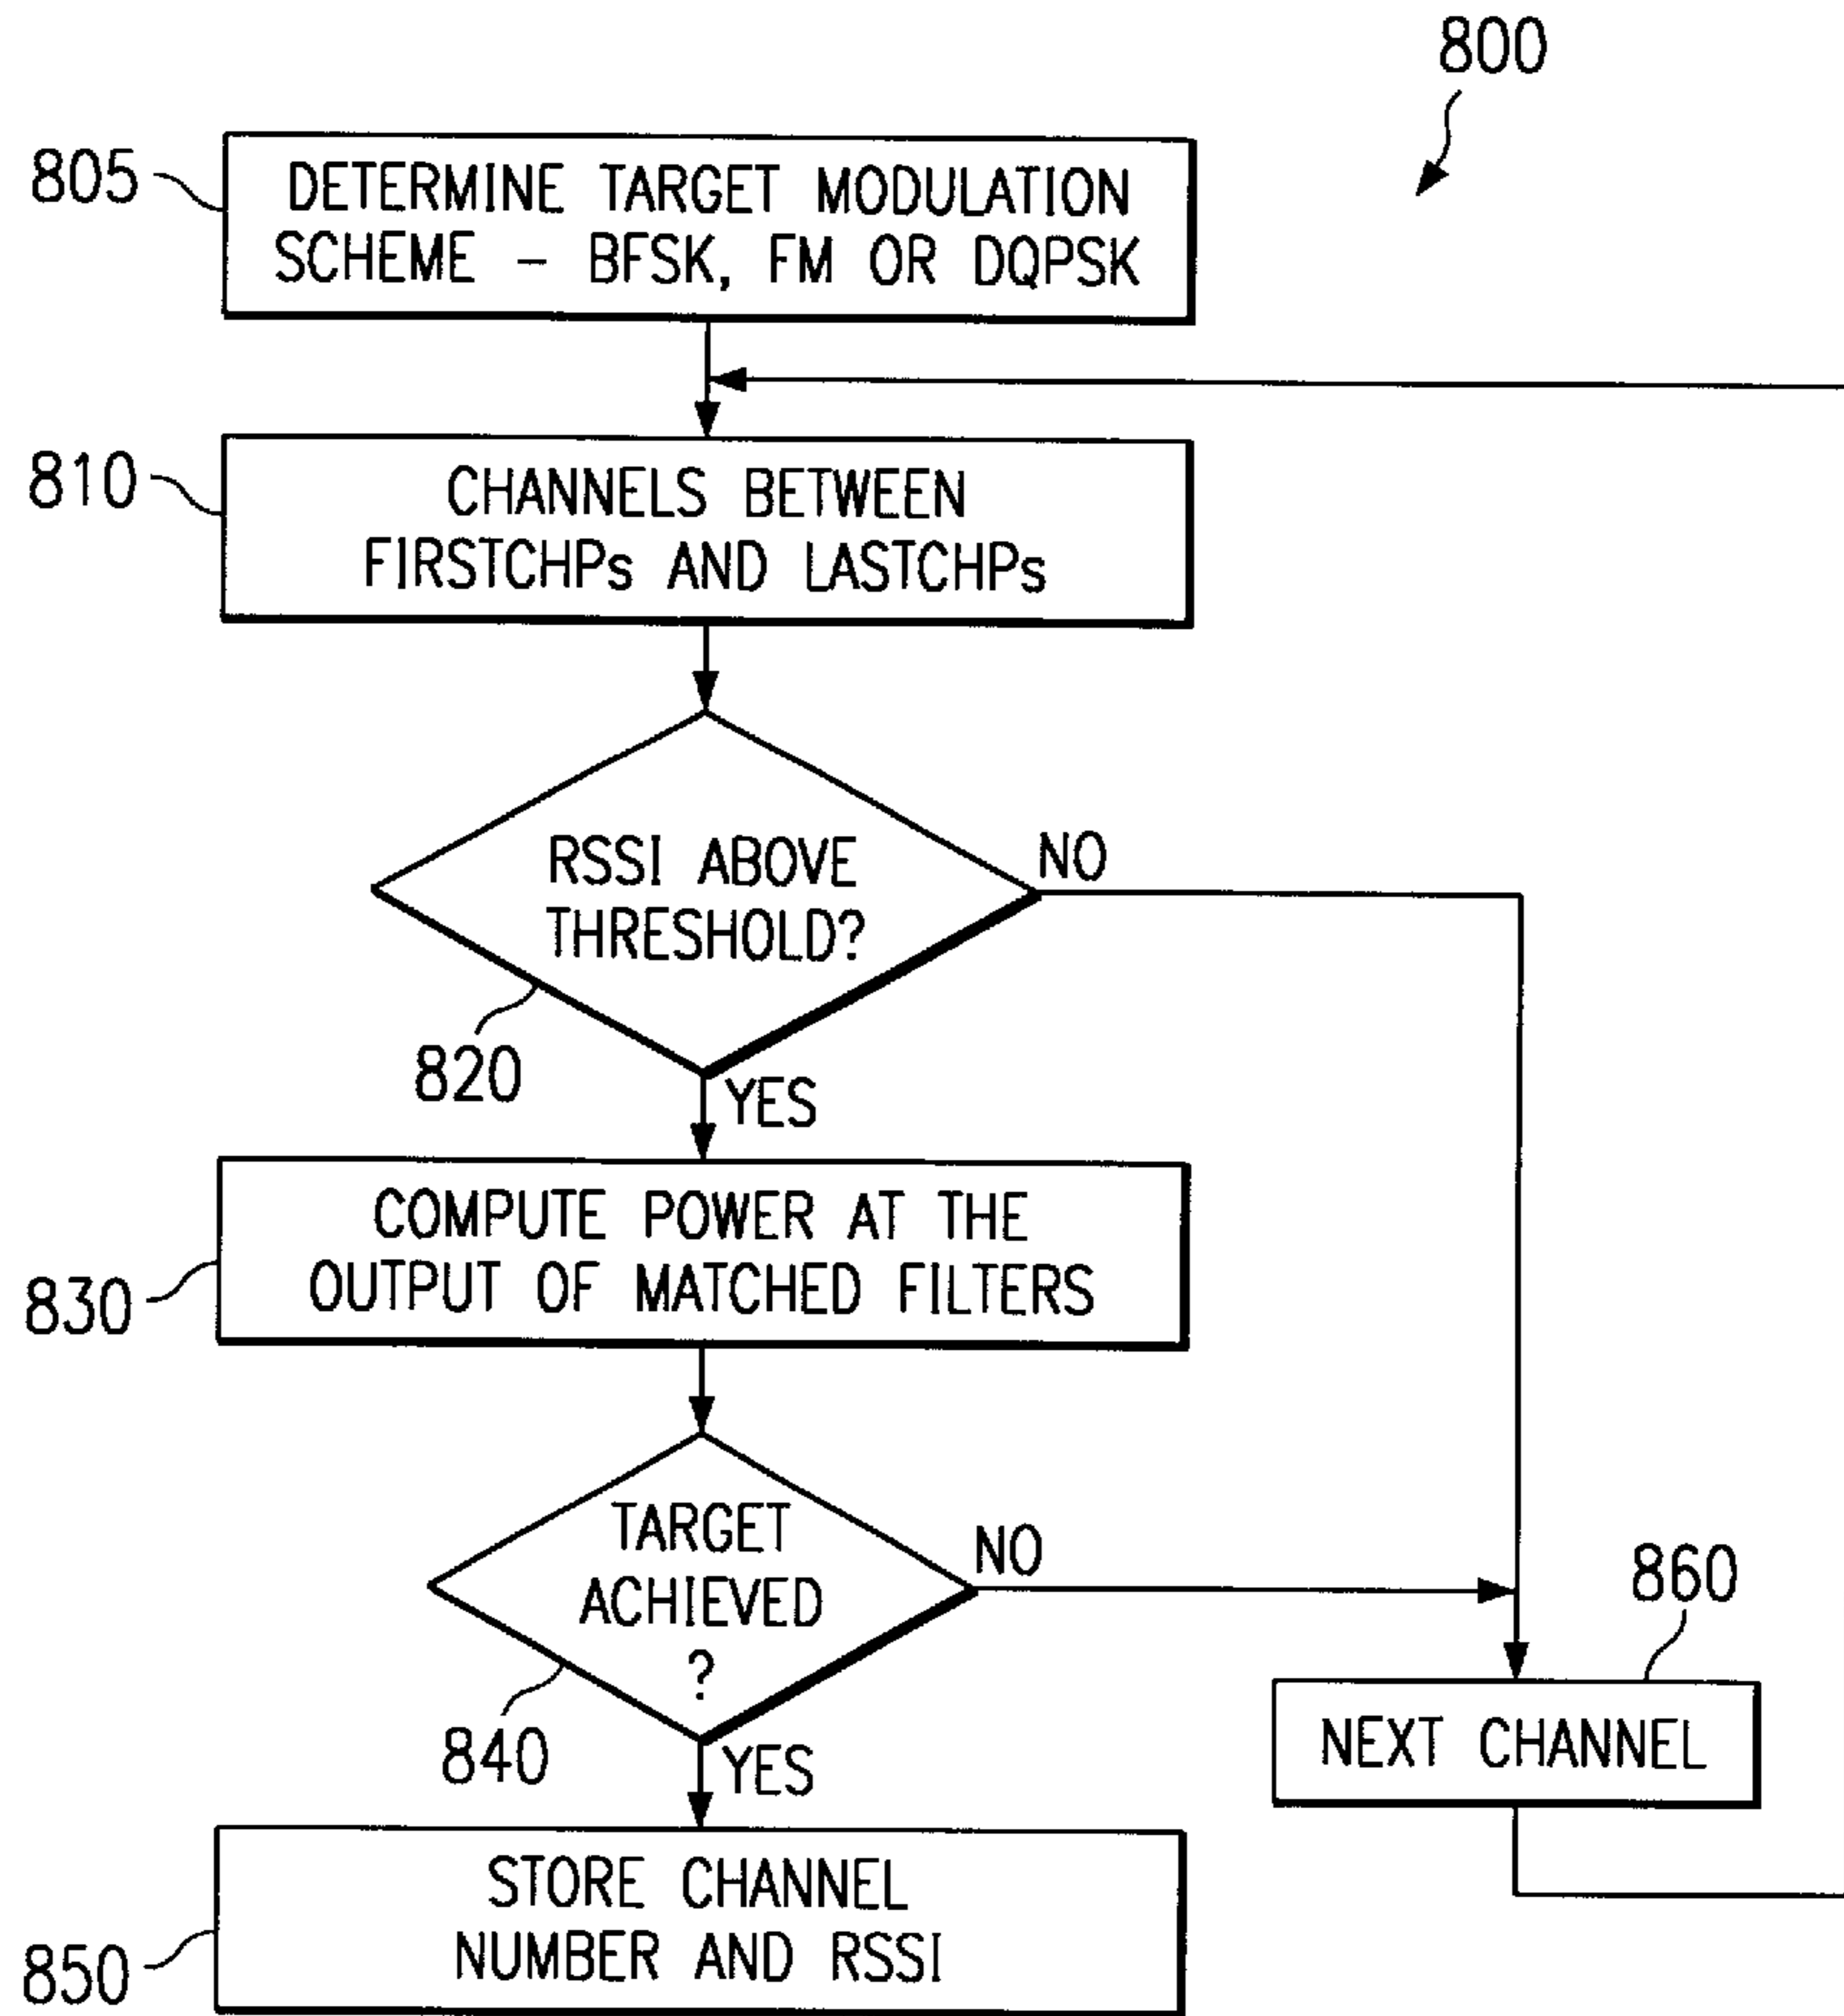 800
805
DETERMINE TARGET MODULATION
SCHEME - BFSK, FM OR DQPSK
810
CHANNELS BETWEEN
FIRSTCHPs AND LASTCHPs
RSSI ABOVE
THRESHOLD?
NO
820
YES
830
COMPUTE POWER AT THE
OUTPUT OF MATCHED FILTERS
TARGET
ACHIEVED
?
NO
840
YES
860
NEXT CHANNEL
850
STORE CHANNEL
NUMBER AND RSSI